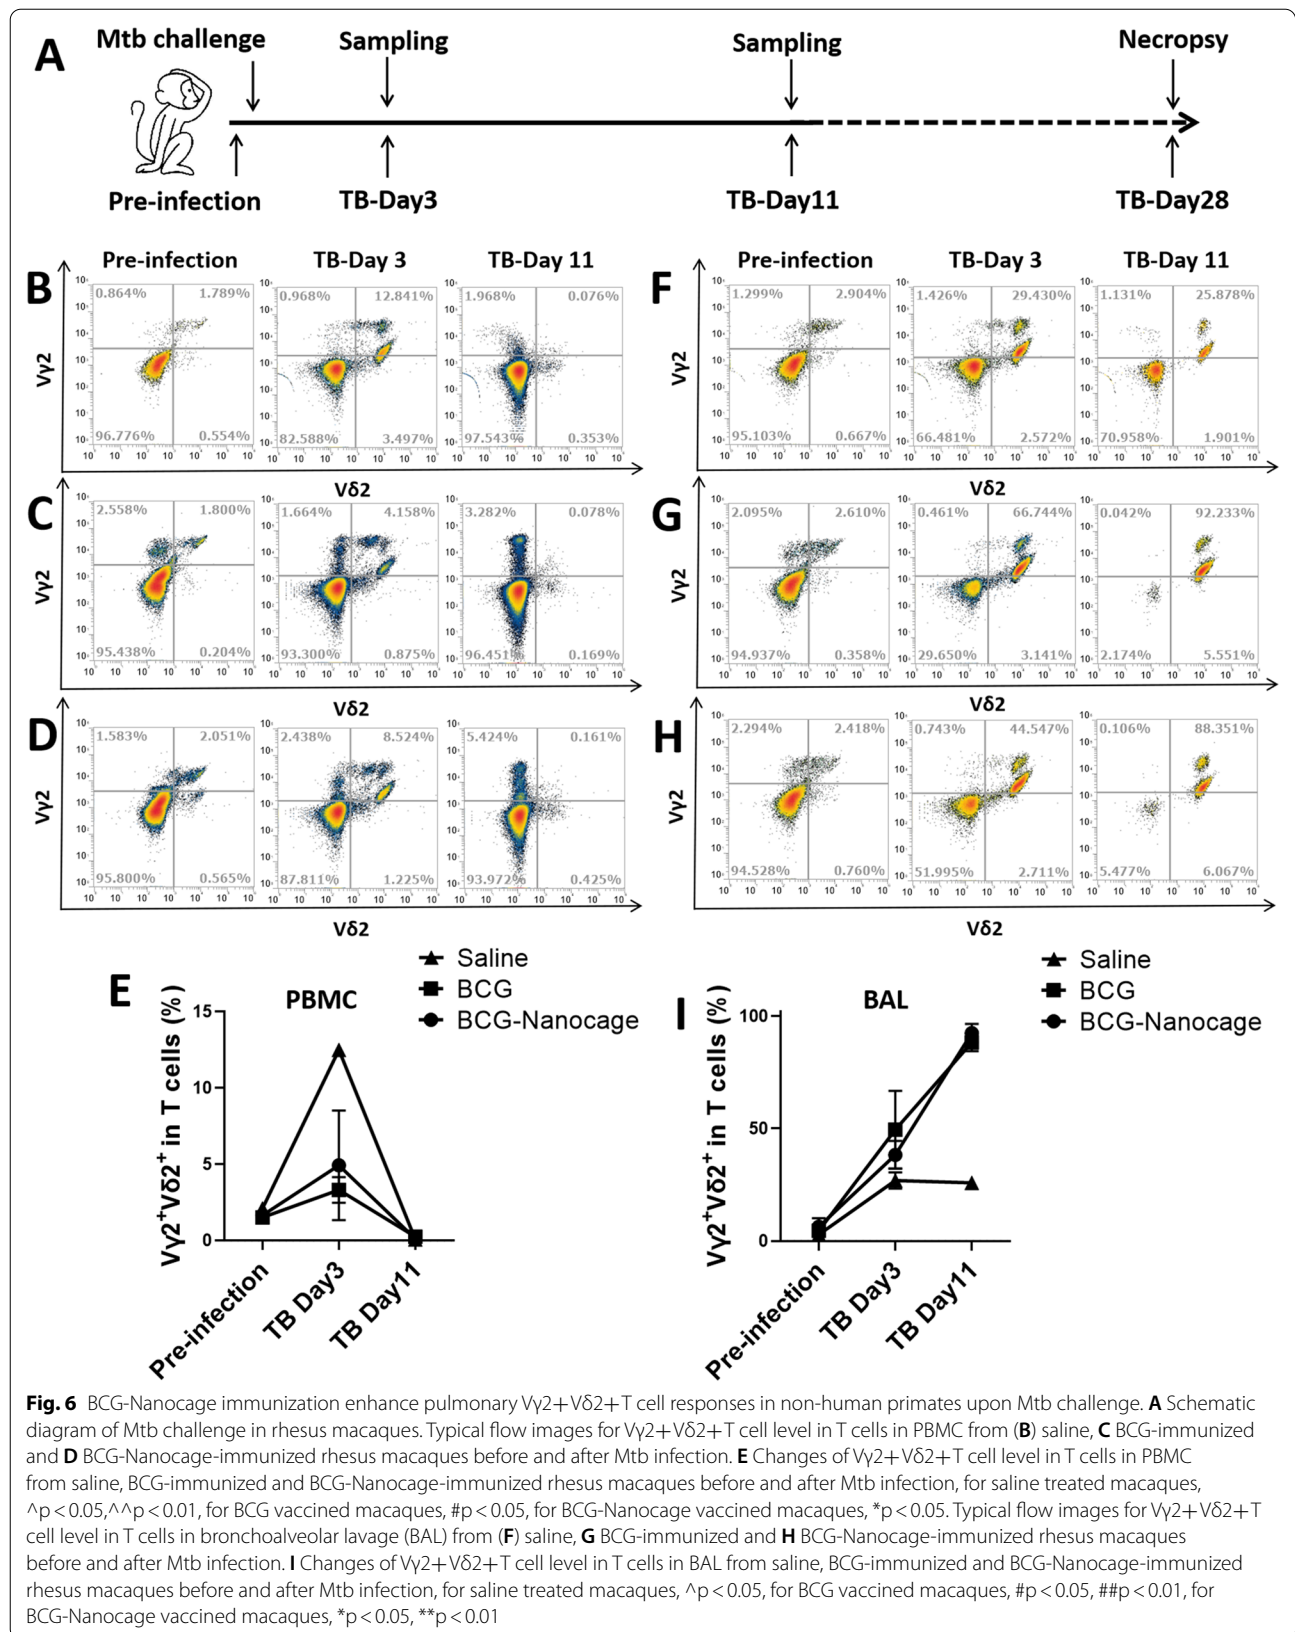 A
Mtb challenge
Sampling
Sampling
Necropsy
Pre-infection
TB-Day3
TB-Day11
TB-Day28
B
Pre-infection
TB-Day 3
TB-Day 11
Vγ2
0.864%
1.789%
96.776%
0.554%
0.968%
12.841%
82.588%
3.497%
1.968%
0.076%
97.543%
0.353%
Vδ2
F
Pre-infection
TB-Day 3
TB-Day 11
Vγ2
1.299%
2.904%
95.103%
0.667%
1.426%
29.430%
66.481%
2.572%
1.131%
25.878%
70.958%
1.901%
Vδ2
C
Vγ2
2.558%
1.800%
95.438%
0.204%
1.664%
4.158%
93.300%
0.875%
3.282%
0.078%
96.451%
0.169%
Vδ2
G
Vγ2
2.095%
2.610%
94.937%
0.358%
0.461%
66.744%
29.650%
3.141%
0.042%
92.233%
2.174%
5.551%
Vδ2
D
Vγ2
1.583%
2.051%
95.800%
0.565%
2.438%
8.524%
87.811%
1.225%
5.424%
0.161%
93.972%
0.425%
Vδ2
H
Vγ2
2.294%
2.418%
94.528%
0.760%
0.743%
44.547%
51.995%
2.711%
0.106%
88.351%
5.477%
6.067%
Vδ2
E
PBMC
Saline
BCG
BCG-Nanocage
Vγ2+Vδ2+ in T cells (%)
15
10
5
0
Pre-infection
TB Day3
TB Day11
I
BAL
Saline
BCG
BCG-Nanocage
Vγ2+Vδ2+ in T cells (%)
100
50
0
Pre-infection
TB Day3
TB Day11
Fig. 6 BCG-Nanocage immunization enhance pulmonary Vγ2+Vδ2+T cell responses in non-human primates upon Mtb challenge. A Schematic
diagram of Mtb challenge in rhesus macaques. Typical flow images for Vγ2+Vδ2+T cell level in T cells in PBMC from (B) saline, C BCG-immunized
and D BCG-Nanocage-immunized rhesus macaques before and after Mtb infection. E Changes of Vγ2+Vδ2+T cell level in T cells in PBMC
from saline, BCG-immunized and BCG-Nanocage-immunized rhesus macaques before and after Mtb infection, for saline treated macaques,
^p < 0.05,^^p < 0.01, for BCG vaccined macaques, #p < 0.05, for BCG-Nanocage vaccined macaques, *p < 0.05. Typical flow images for Vγ2+Vδ2+T
cell level in T cells in bronchoalveolar lavage (BAL) from (F) saline, G BCG-immunized and H BCG-Nanocage-immunized rhesus macaques
before and after Mtb infection. I Changes of Vγ2+Vδ2+T cell level in T cells in BAL from saline, BCG-immunized and BCG-Nanocage-immunized
rhesus macaques before and after Mtb infection, for saline treated macaques, ^p < 0.05, for BCG vaccined macaques, #p < 0.05, ##p < 0.01, for
BCG-Nanocage vaccined macaques, *p < 0.05, **p < 0.01